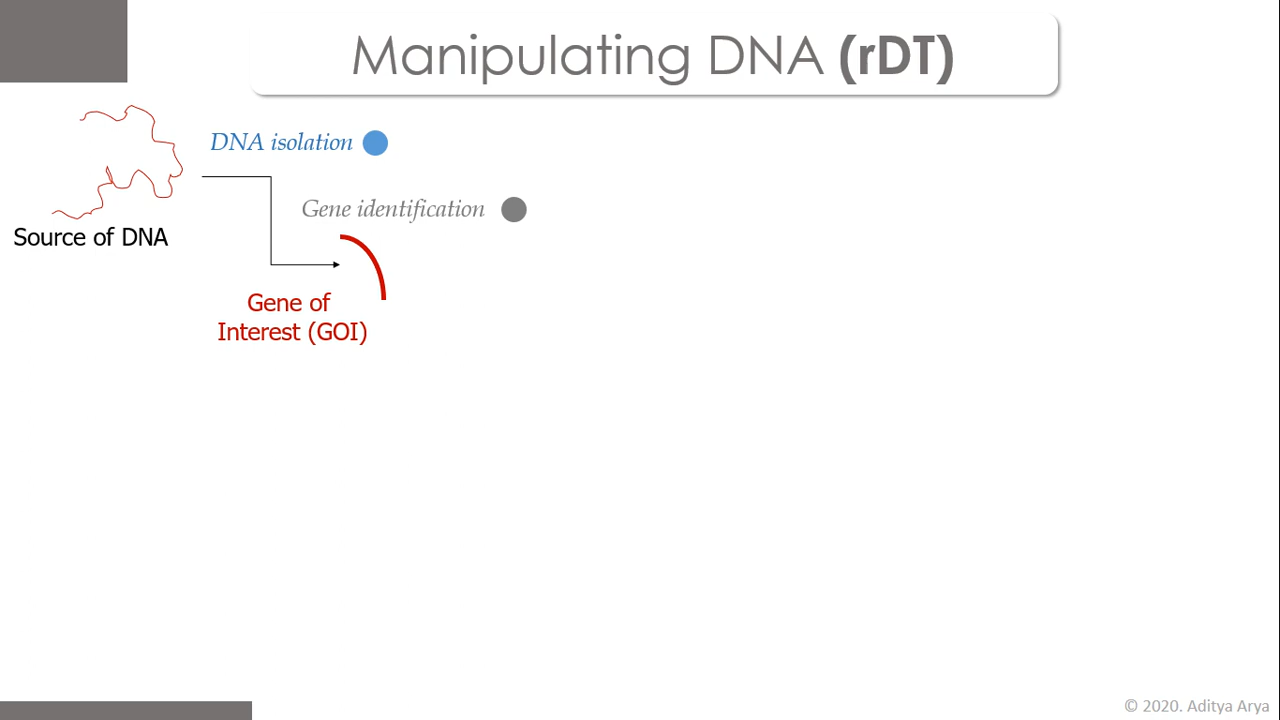 Manipulating DNA (rDT)
DNA isolation
Gene identification
Source of DNA
Gene of
Interest (GOI)
© 2020. Aditya Arya